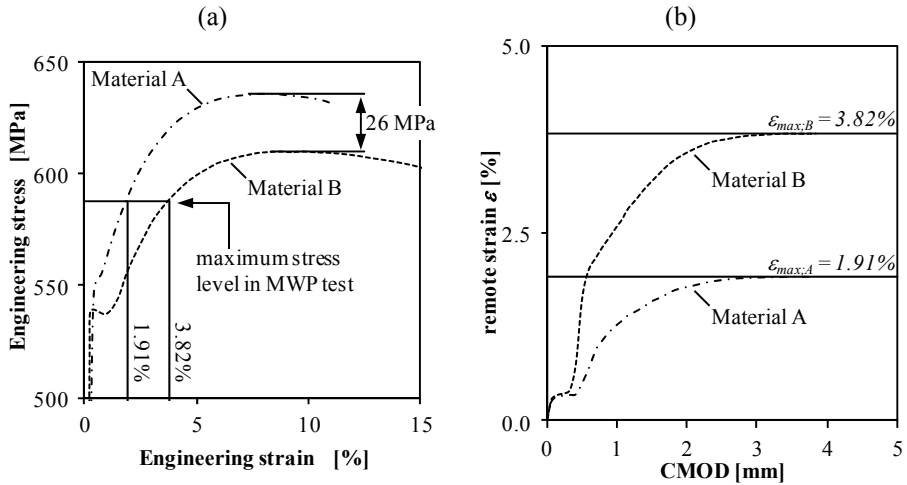 (a)
Engineering stress [MPa]
650
600
550
500
Material A
26 MPa
Material B
maximum stress
level in MWP test
1.91%
3.82%
0
5
10
15
Engineering strain [%]
(b)
remote strain ε [%]
5.0
2.5
0.0
εmax;B = 3.82%
Material B
εmax;A = 1.91%
Material A
0
1
2
3
4
5
CMOD [mm]